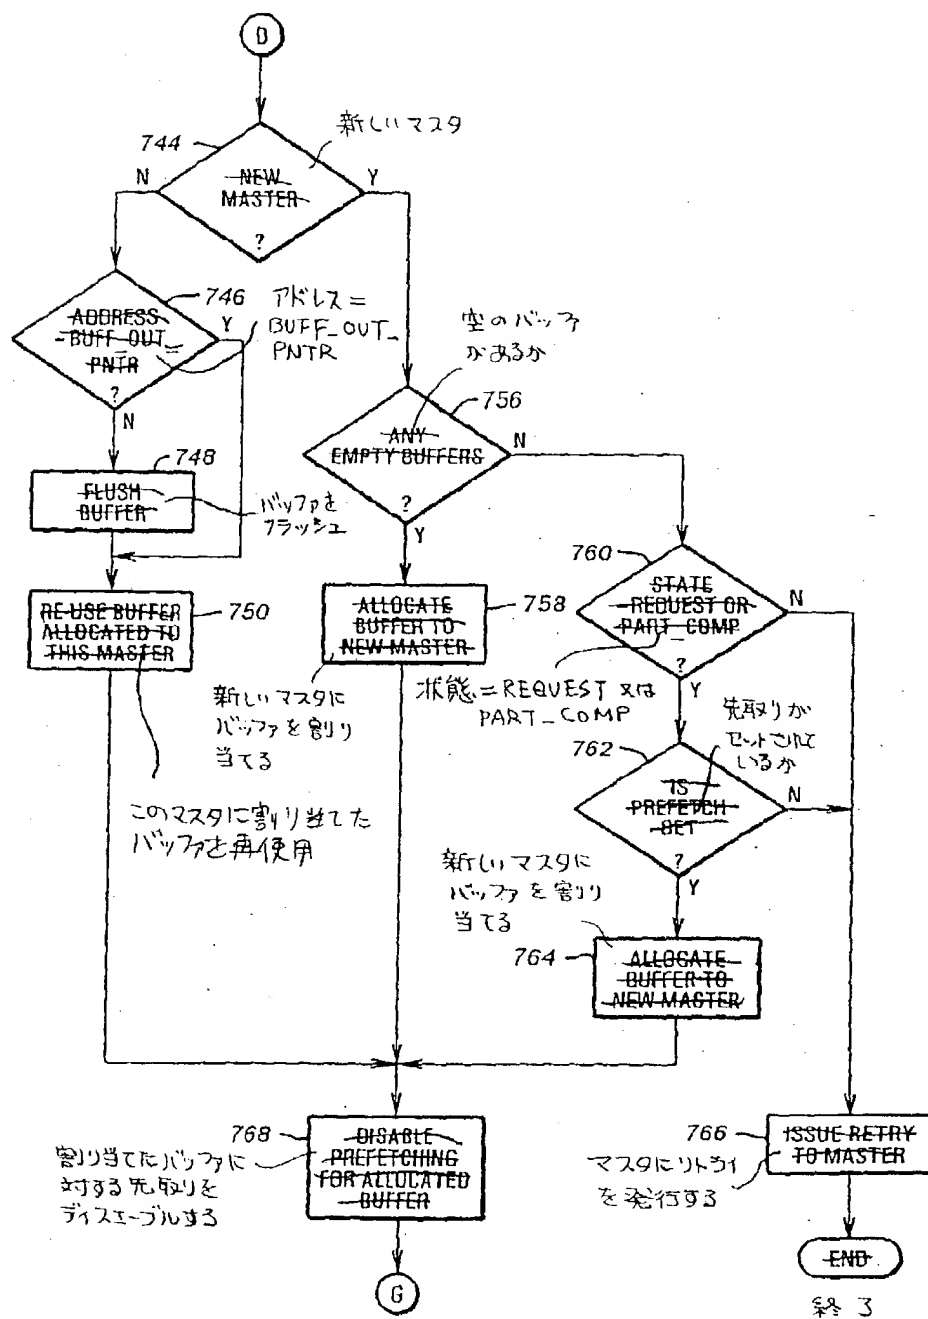 D
新しいマスタ
744
N
Y
NEW
MASTER
?
746
アドレス=
BUFF_OUT_
PNTR
ADDRESS
BUFF_OUT_
=
PNTR
?
Y
N
空のバッファ
があるか
756
ANY
EMPTY BUFFERS
?
N
Y
748
FLUSH
BUFFER
バッファを
フラッシュ
760
STATE
REQUEST OR
PART_COMP
?
N
Y
750
RE-USE BUFFER
ALLOCATED TO
THIS MASTER
758
ALLOCATE
BUFFER TO
NEW MASTER
状態=REQUEST 又は
PART_COMP
新しいマスタに
バッファを割り
当てる
先取りが
セットされて
いるか
762
IS
PREFETCH
SET
?
N
Y
このマスタに割り当てた
バッファを再使用
新しいマスタに
バッファを割り
当てる
764
ALLOCATE
BUFFER TO
NEW MASTER
768
DISABLE
PREFETCHING
FOR ALLOCATED
BUFFER
割り当てたバッファに
対する先取りを
ディスエーブルする
766
ISSUE RETRY
TO MASTER
マスタにリトライ
を発行する
G
END
終了